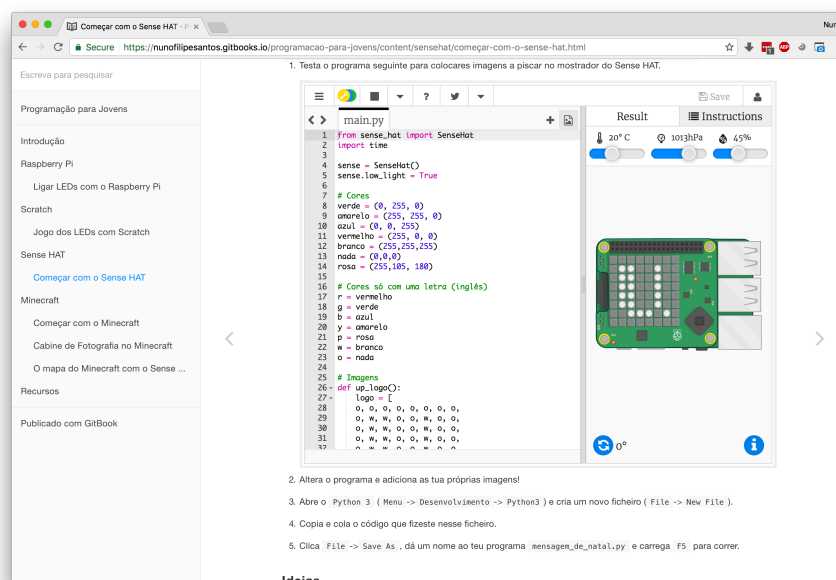 Começar com o Sense HAT - P
Nun
Secure https://nunofilipesantos.gitbooks.io/programacao-para-jovens/content/sensehat/começar-com-o-sense-hat.html
Escreva para pesquisar
Programação para Jovens
Introdução
Raspberry Pi
Ligar LEDs com o Raspberry Pi
Scratch
Jogo dos LEDs com Scratch
Sense HAT
Começar com o Sense HAT
Minecraft
Começar com o Minecraft
Cabine de Fotografia no Minecraft
O mapa do Minecraft com o Sense ...
Recursos
Publicado com GitBook
1. Testa o programa seguinte para colocares imagens a piscar no mostrador do Sense HAT.
? Save
main.py
Result Instructions
20° C 1013hPa 45%
1 from sense_hat import SenseHat
2 import time
3
4 sense = SenseHat()
5 sense.low_light = True
6
7 # Cores
8 verde = (0, 255, 0)
9 amarelo = (255, 255, 0)
10 azul = (0, 0, 255)
11 vermelho = (255, 0, 0)
12 branco = (255,255,255)
13 nada = (0,0,0)
14 rosa = (255,105, 180)
15
16 # Cores só com uma letra (inglês)
17 r = vermelho
18 g = verde
19 b = azul
20 y = amarelo
21 p = rosa
22 w = branco
23 o = nada
24
25 # Imagens
26 def up_logo():
27 logo = [
28 o, o, o, o, o, o, o, o,
29 o, w, w, o, o, w, o, o,
30 o, w, w, o, o, w, o, o,
31 o, w, w, o, o, w, o, o,
32 o, w, w, o, o, w, o, o,
0°
2. Altera o programa e adiciona as tua próprias imagens!
3. Abre o Python 3 ( Menu -> Desenvolvimento -> Python3 ) e cria um novo ficheiro ( File -> New File ).
4. Copia e cola o código que fizeste nesse ficheiro.
5. Clica File -> Save As , dá um nome ao teu programa mensagem_de_natal.py e carrega F5 para correr.
Ideias